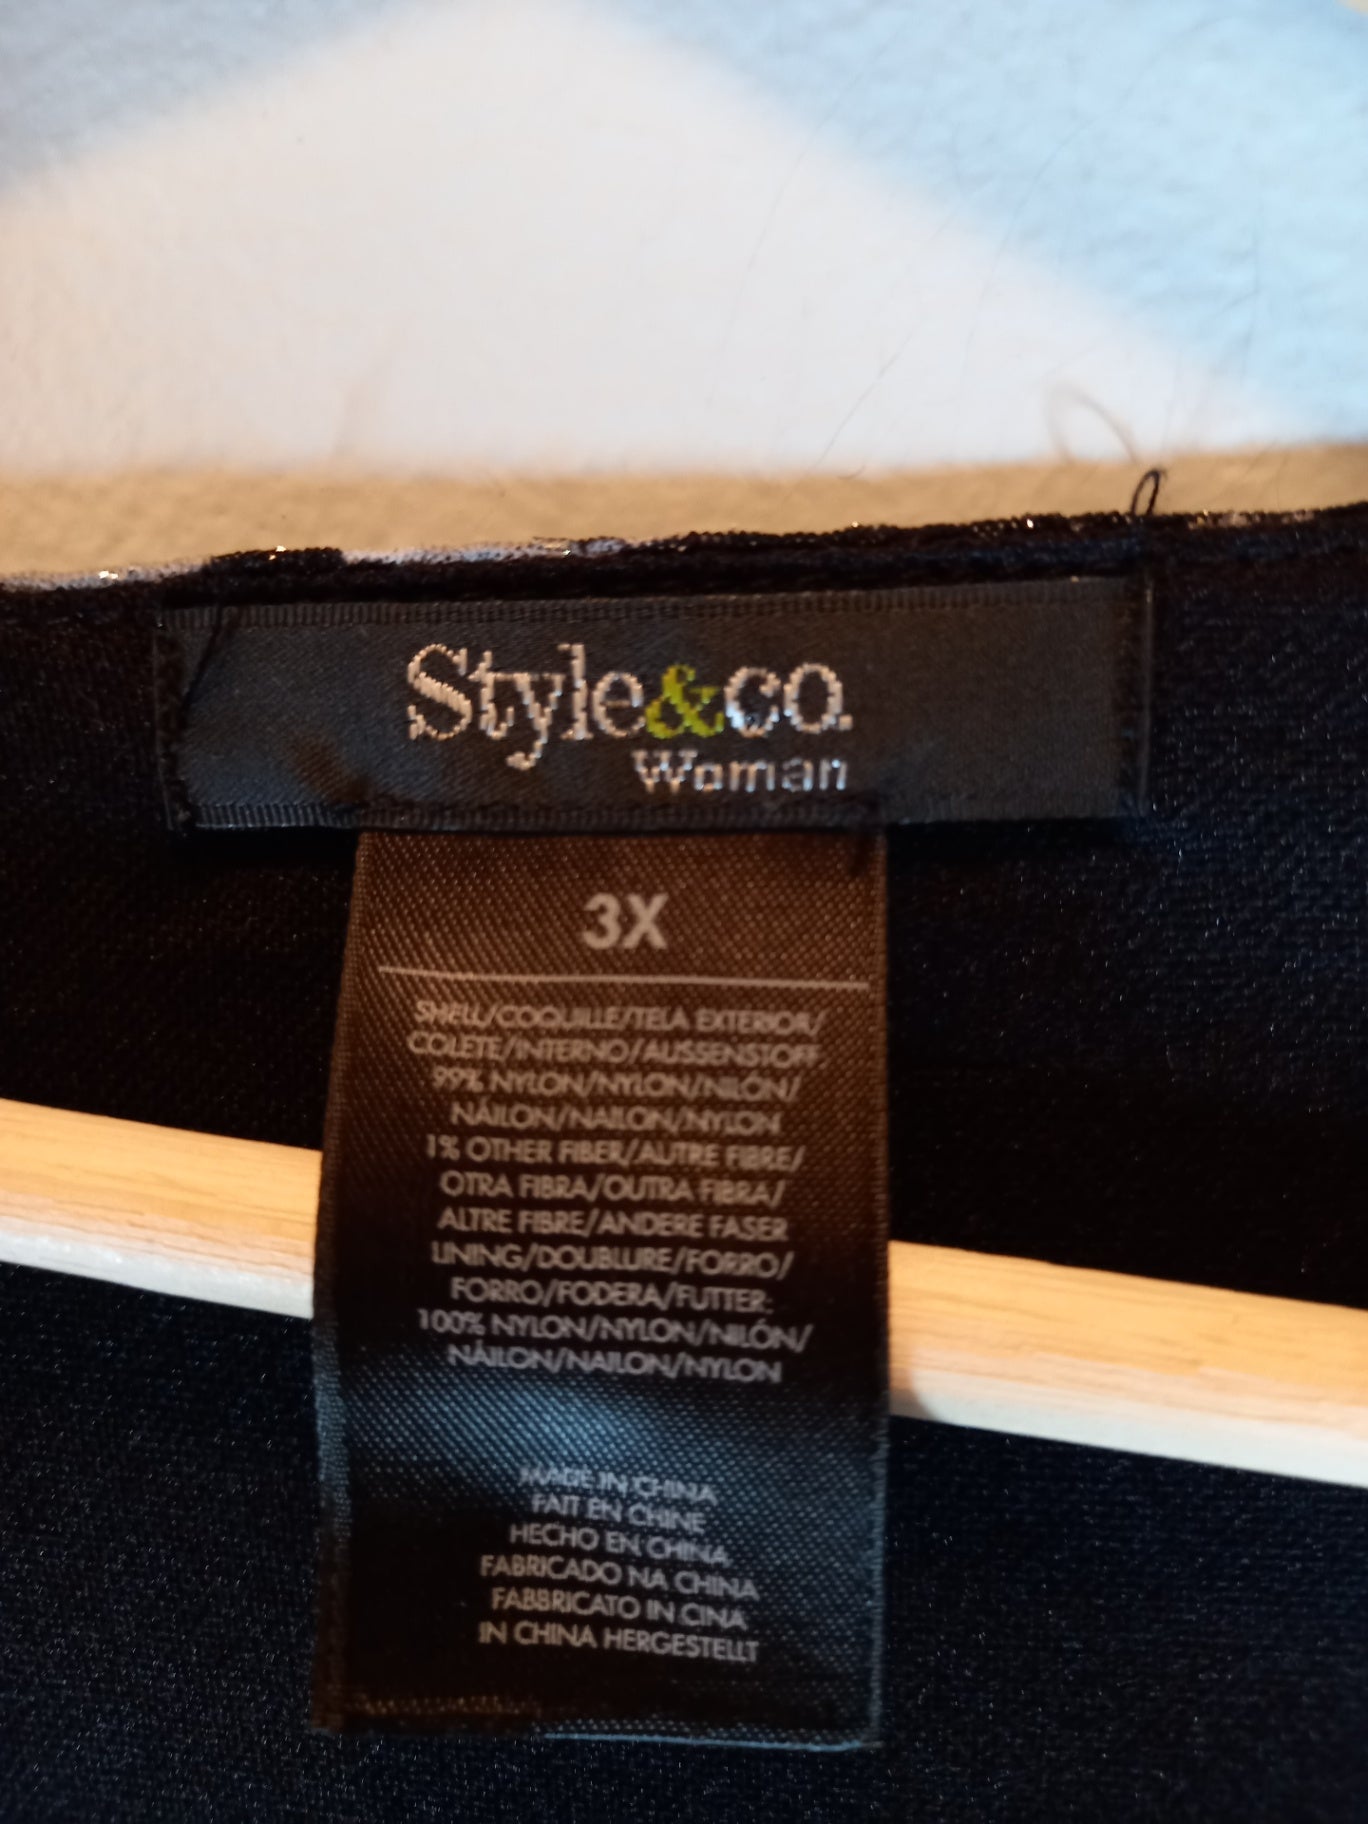 Style&co.
Woman
3X
SHELL/COQUILLE/TELA EXTERIOR/
COLETE/INTERNO/AUSSENSTOFF
99% NYLON/NYLON/NILÓN/
NÁILON/NAILON/NYLON
1% OTHER FIBER/AUTRE FIBRE/
OTRA FIBRA/OUTRA FIBRA/
ALTRE FIBRE/ANDERE FASER
LINING/DOUBLURE/FORRO/
FORRO/FODERA/FUTTER:
100% NYLON/NYLON/NILÓN/
NÁILON/NAILON/NYLON
MADE IN CHINA
FAIT EN CHINE
HECHO EN CHINA
FABRICADO NA CHINA
FABBRICATO IN CINA
IN CHINA HERGESTELLT